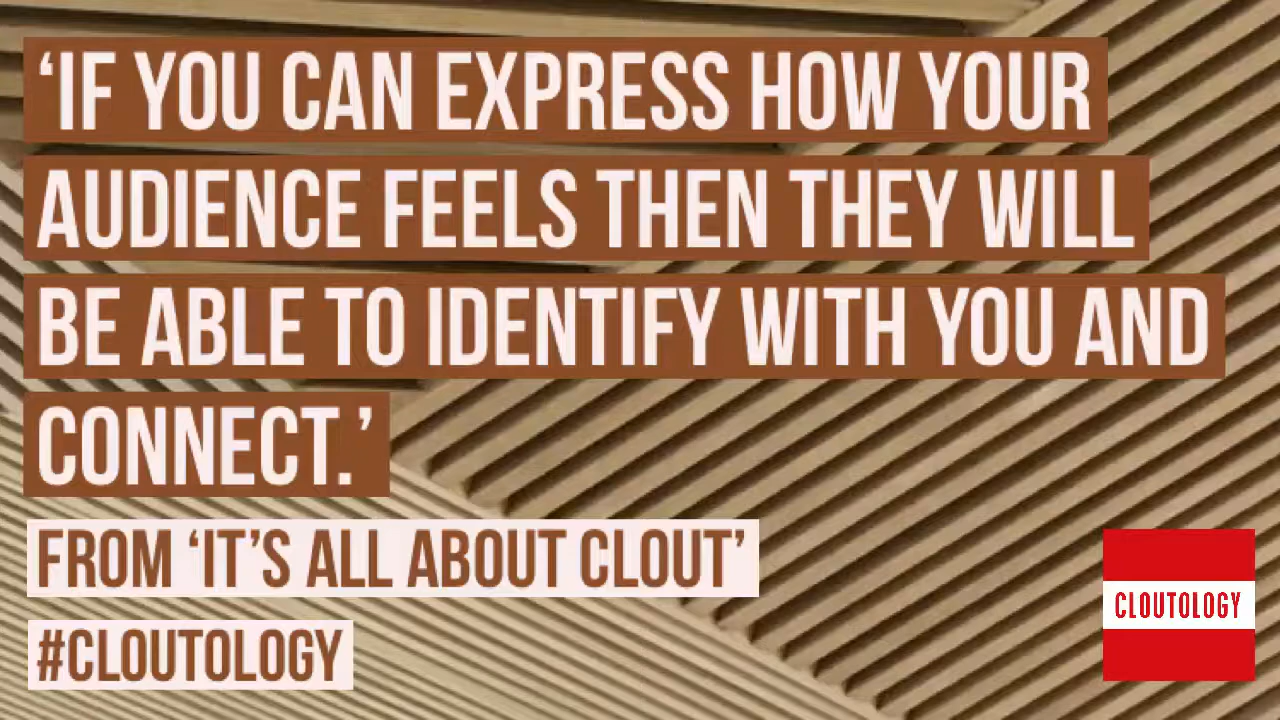 ‘IF YOU CAN EXPRESS HOW YOUR
AUDIENCE FEELS THEN THEY WILL
BE ABLE TO IDENTIFY WITH YOU AND
CONNECT.’
FROM ‘IT’S ALL ABOUT CLOUT’
#CLOUTOLOGY
CLOUTOLOGY